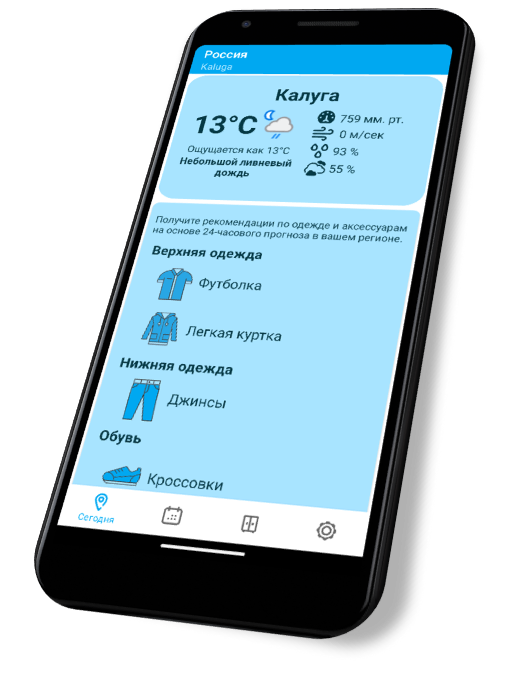 Россия
Kaluga
Калуга
13°C
759 мм. рт.
0 м/сек
93 %
55 %
Ощущается как 13°C
Небольшой ливневый
дождь
Получите рекомендации по одежде и аксессуарам
на основе 24-часового прогноза в вашем регионе.
Верхняя одежда
Футболка
Легкая куртка
Нижняя одежда
Джинсы
Обувь
Кроссовки
Сегодня